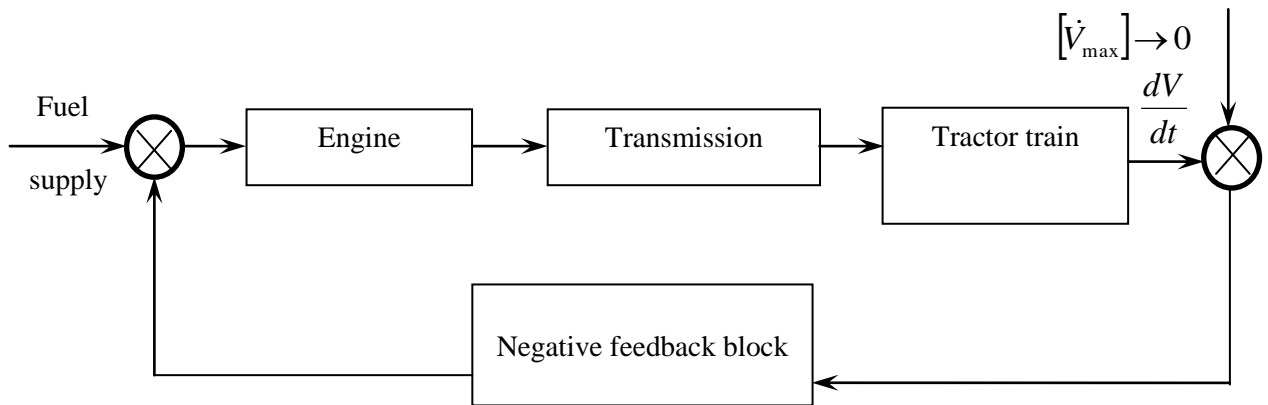 [V̇max]→0
Fuel
supply
Engine
Transmission
Tractor train
dV
dt
Negative feedback block